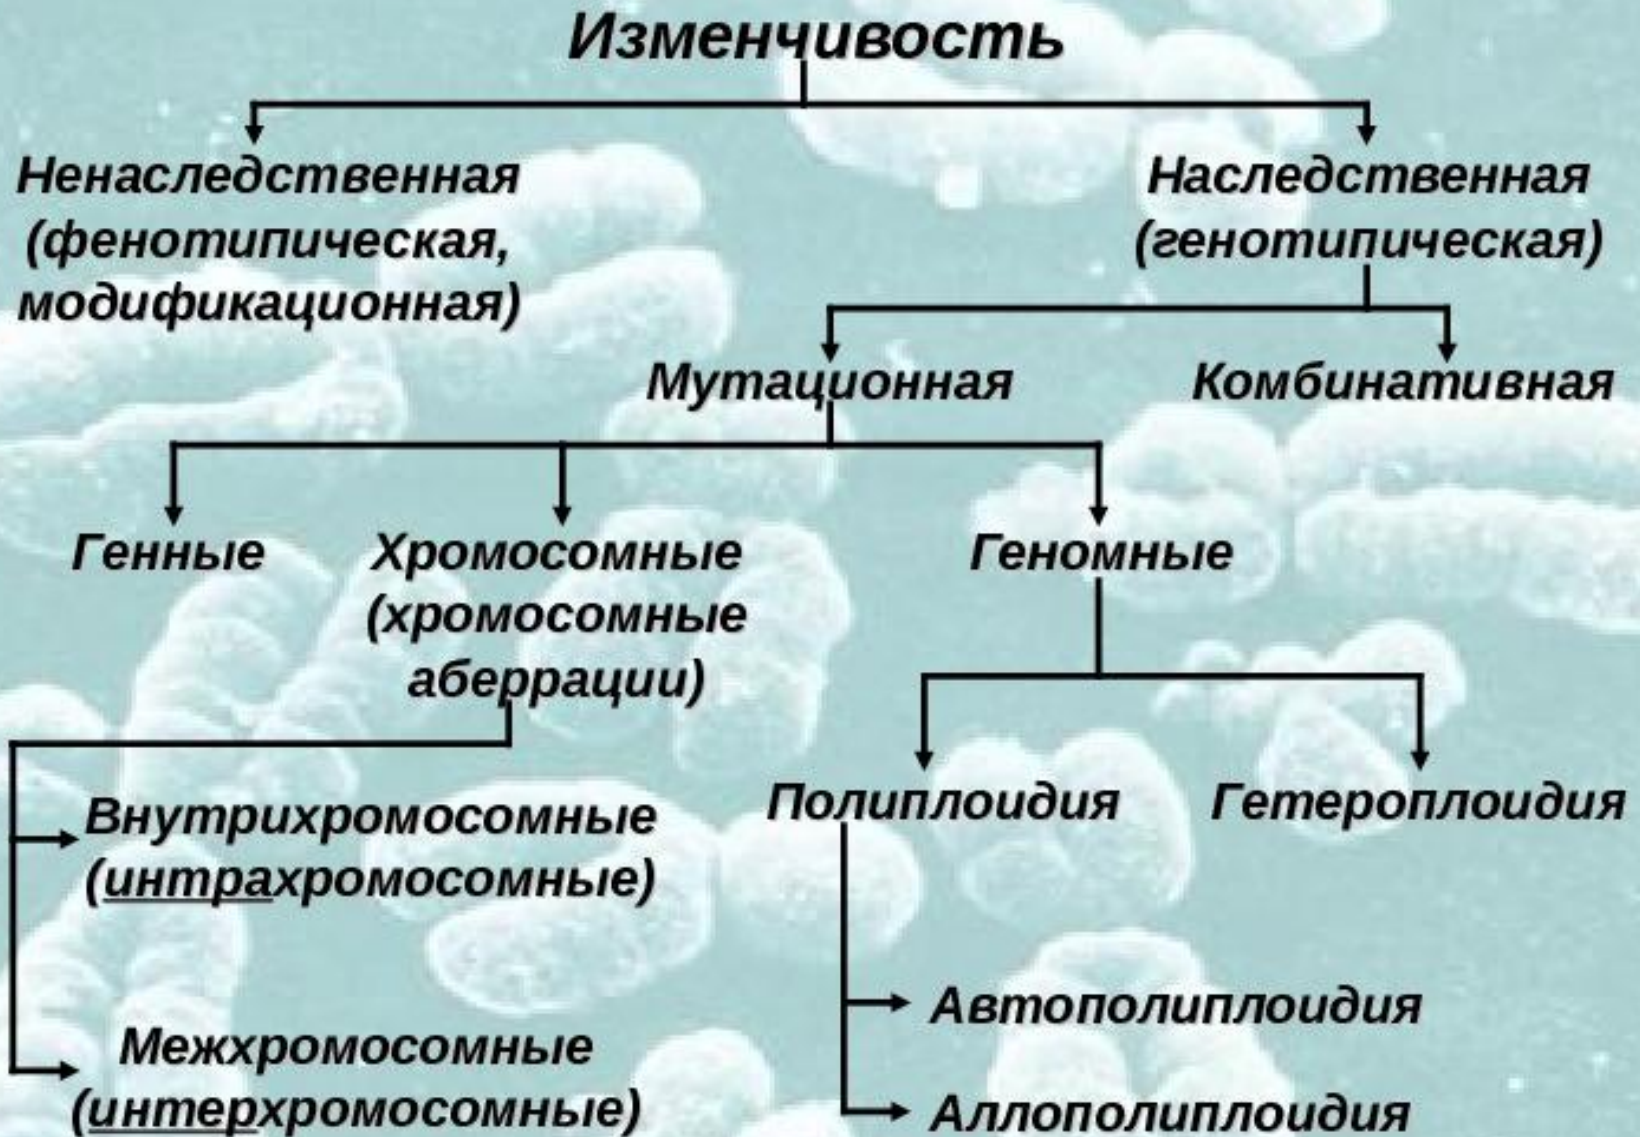 Изменчивость
Ненаследственная
(фенотипическая,
модификационная)
Наследственная
(генотипическая)
Мутационная
Комбинативная
Генные
Хромосомные
(хромосомные
аберрации)
Геномные
Внутрихромосомные
(интрахромосомные)
Межхромосомные
(интерхромосомные)
Полиплоидия
Гетероплоидия
Автополиплоидия
Аллополиплоидия